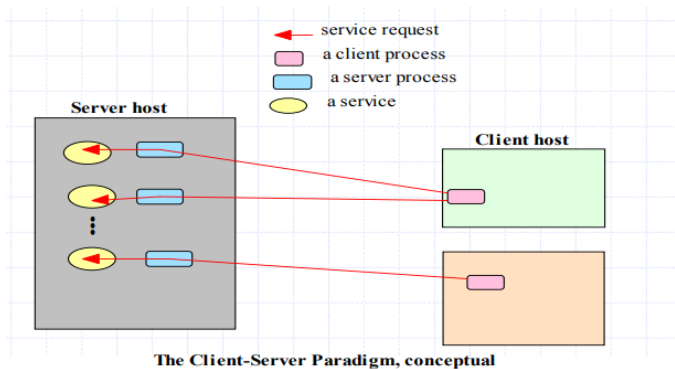 service request
a client process
a server process
a service
Server host
Client host
The Client-Server Paradigm, conceptual